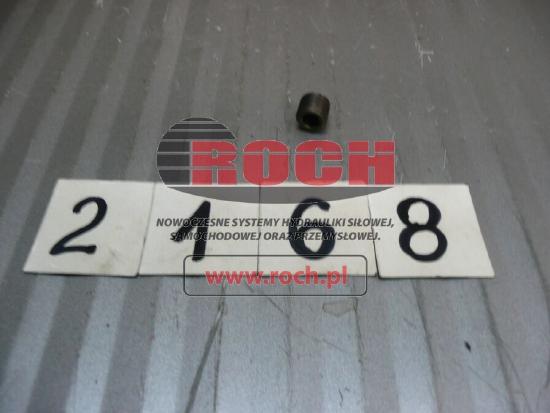 ROCH
2 1 6 8
NOWOCZESNE SYSTEMY HYDRAULIKI SIŁOWEJ,
SAMOCHODOWEJ ORAZ PRZEMYSŁOWEJ.
www.roch.pl